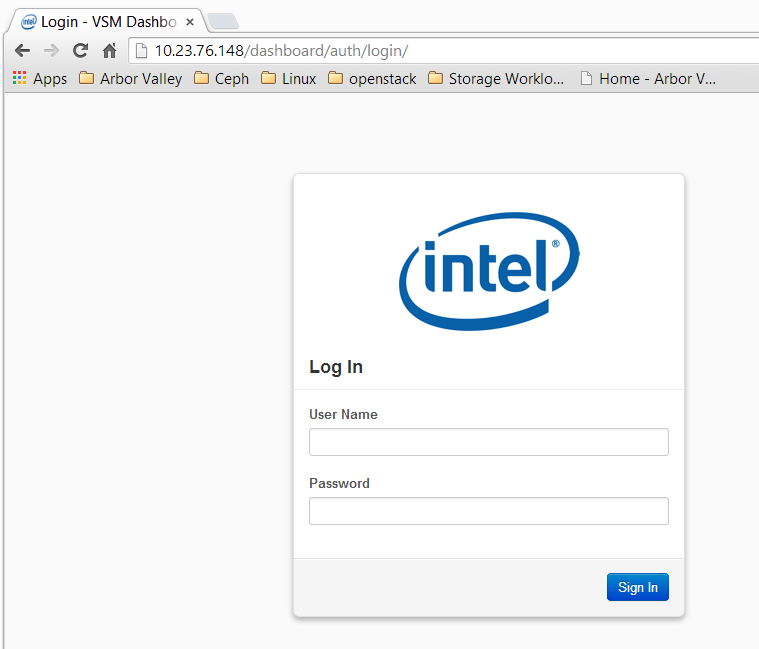 Login - VSM Dashbo
10.23.76.148/dashboard/auth/login/
Apps Arbor Valley Ceph Linux openstack Storage Worklo... Home - Arbor V...
intel®
Log In
User Name
Password
Sign In